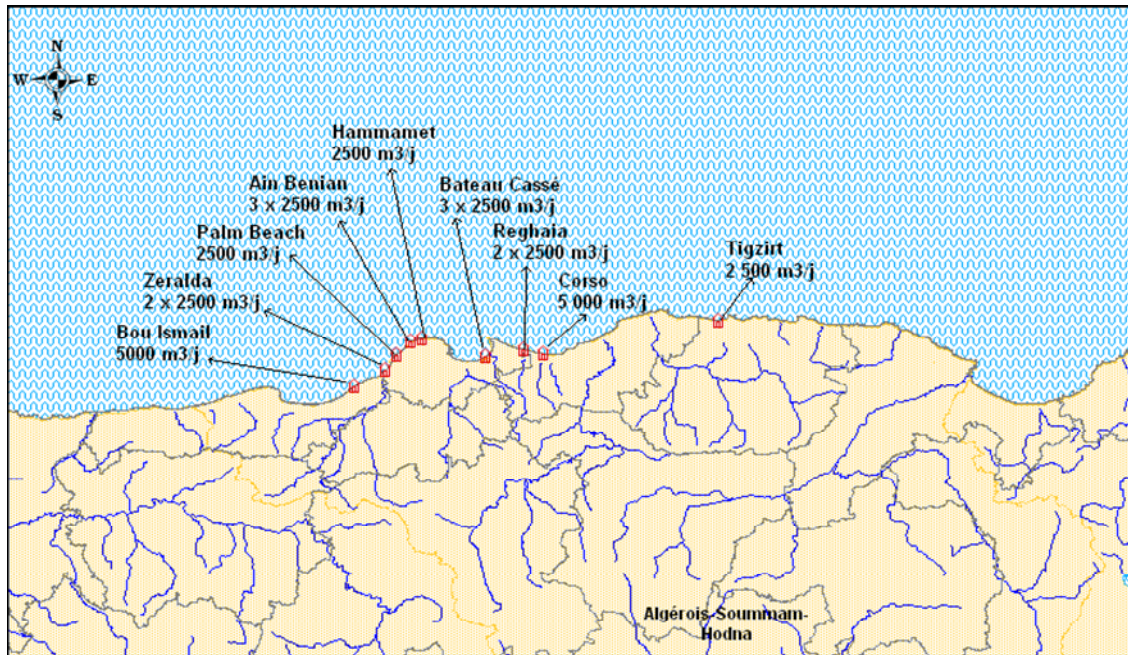 N
W E
S
Hammamet
2500 m3/j
Ain Benian
3 x 2500 m3/j
Bateau Cassé
3 x 2500 m3/j
Palm Beach
2500 m3/j
Reghaia
2 x 2500 m3/j
Tigzirt
2 500 m3/j
Zeralda
2 x 2500 m3/j
Corso
5 000 m3/j
Bou Ismail
5000 m3/j
Algérois-Soummam-
Hodna